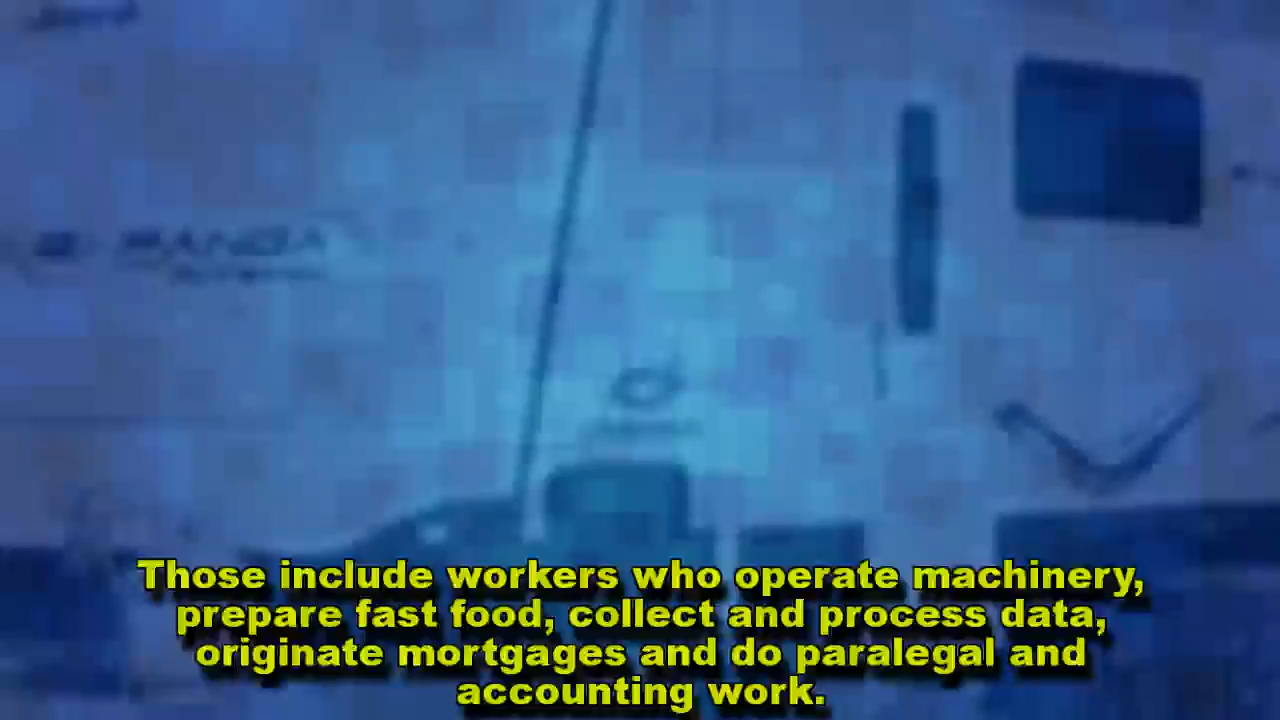 Those include workers who operate machinery,
prepare fast food, collect and process data,
originate mortgages and do paralegal and
accounting work.